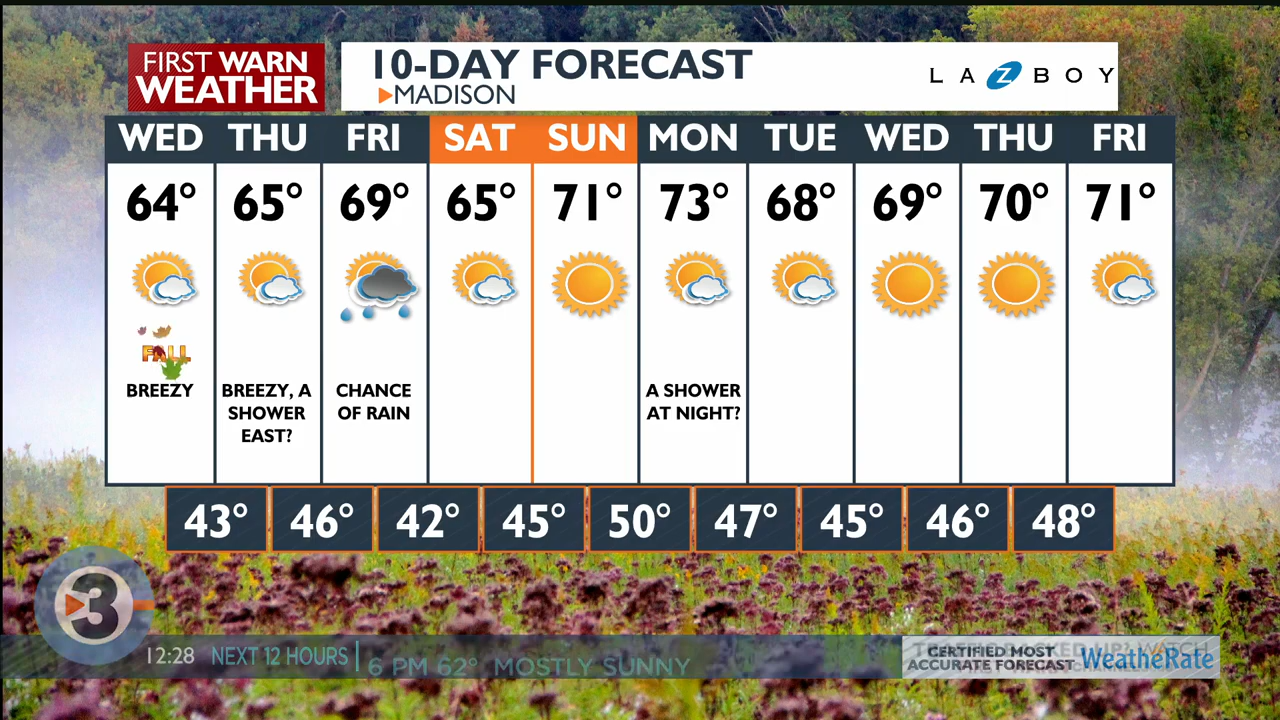 FIRST WARN
WEATHER
10-DAY FORECAST
MADISON
LA Z BOY
WED THU FRI SAT SUN MON TUE WED THU FRI
64° 65° 69° 65° 71° 73° 68° 69° 70° 71°
FALL
BREEZY
BREEZY, A
SHOWER
EAST?
CHANCE
OF RAIN
A SHOWER
AT NIGHT?
43° 46° 42° 45° 50° 47° 45° 46° 48°
3
12:28 NEXT 12 HOURS 6 PM 62° MOSTLY SUNNY
CERTIFIED MOST
ACCURATE FORECAST
WeatheRate